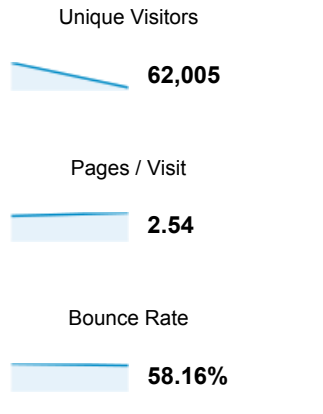 Unique Visitors
62,005
Pages / Visit
2.54
Bounce Rate
58.16%